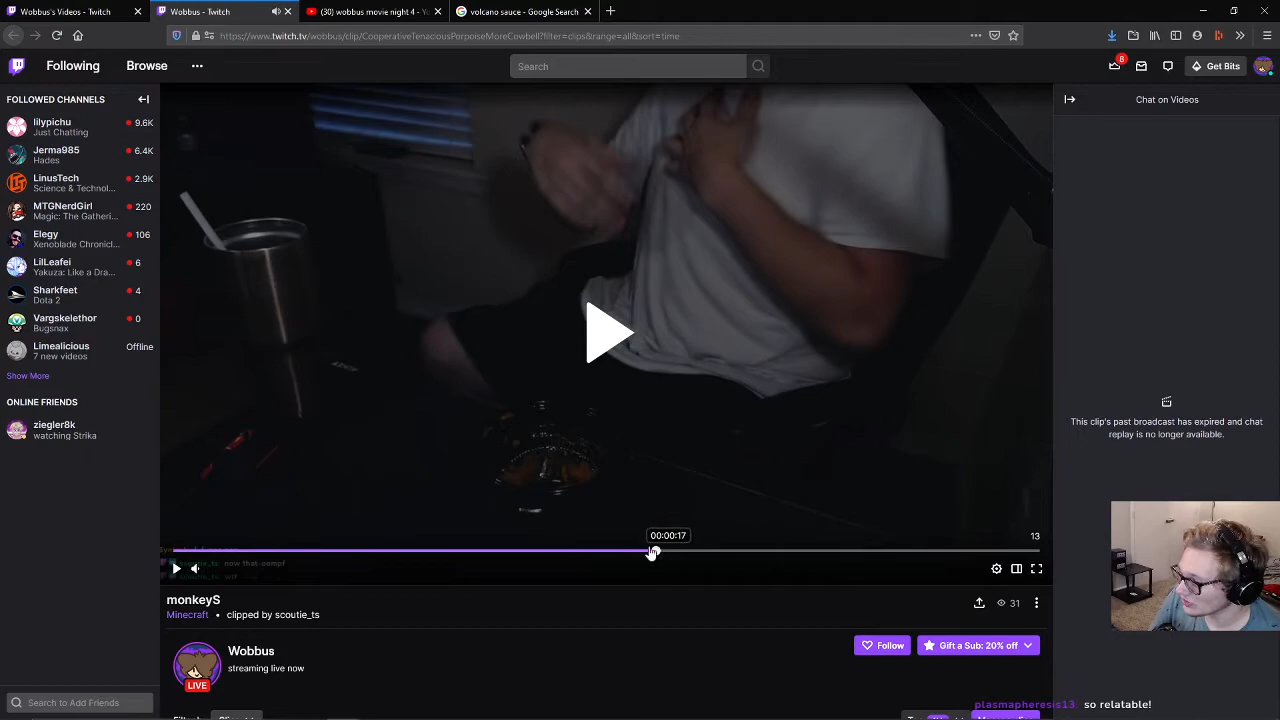 Wobbus's Videos - Twitch
Wobbus - Twitch
(30) wobbus movie night 4 - Yo
volcano sauce - Google Search
https://www.twitch.tv/wobbus/clip/CooperativeTenaciousPorpoiseMoreCowbell?filter=clips&range=all&sort=time
Following
Browse
Search
8
Get Bits
FOLLOWED CHANNELS
lilypichu
9.6K
Just Chatting
Jerma985
6.4K
Hades
LinusTech
2.9K
Science & Technol...
MTGNerdGirl
220
Magic: The Gatheri...
Elegy
106
Xenoblade Chronicl...
LilLeafei
6
Yakuza: Like a Dra...
Sharkfeet
4
Dota 2
Vargskelethor
0
Bugsnax
Limealicious
Offline
7 new videos
Show More
ONLINE FRIENDS
ziegler8k
watching Strika
Search to Add Friends
00:00:17
13
now that-oompf
monkeyS
Minecraft • clipped by scoutie_ts
31
Wobbus
streaming live now
LIVE
Follow
Gift a Sub: 20% off
Chat on Videos
This clip's past broadcast has expired and chat
replay is no longer available.
plasmapheresis13 so relatable!